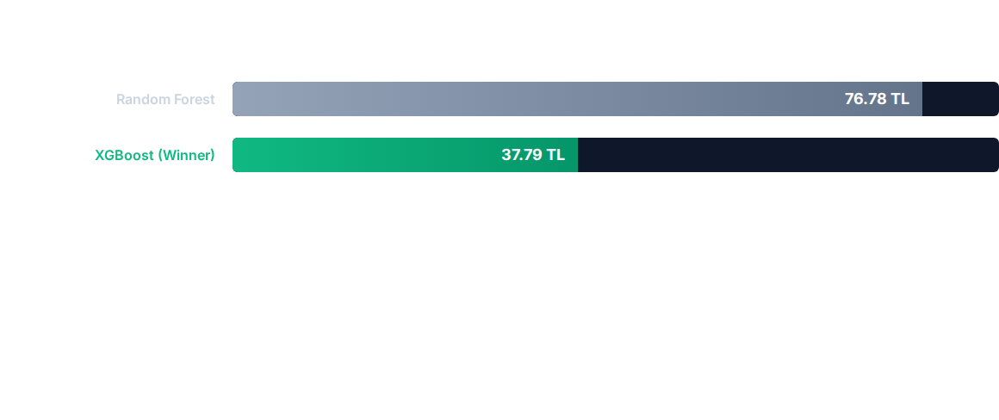 Random Forest 76.78 TL
XGBoost (Winner) 37.79 TL